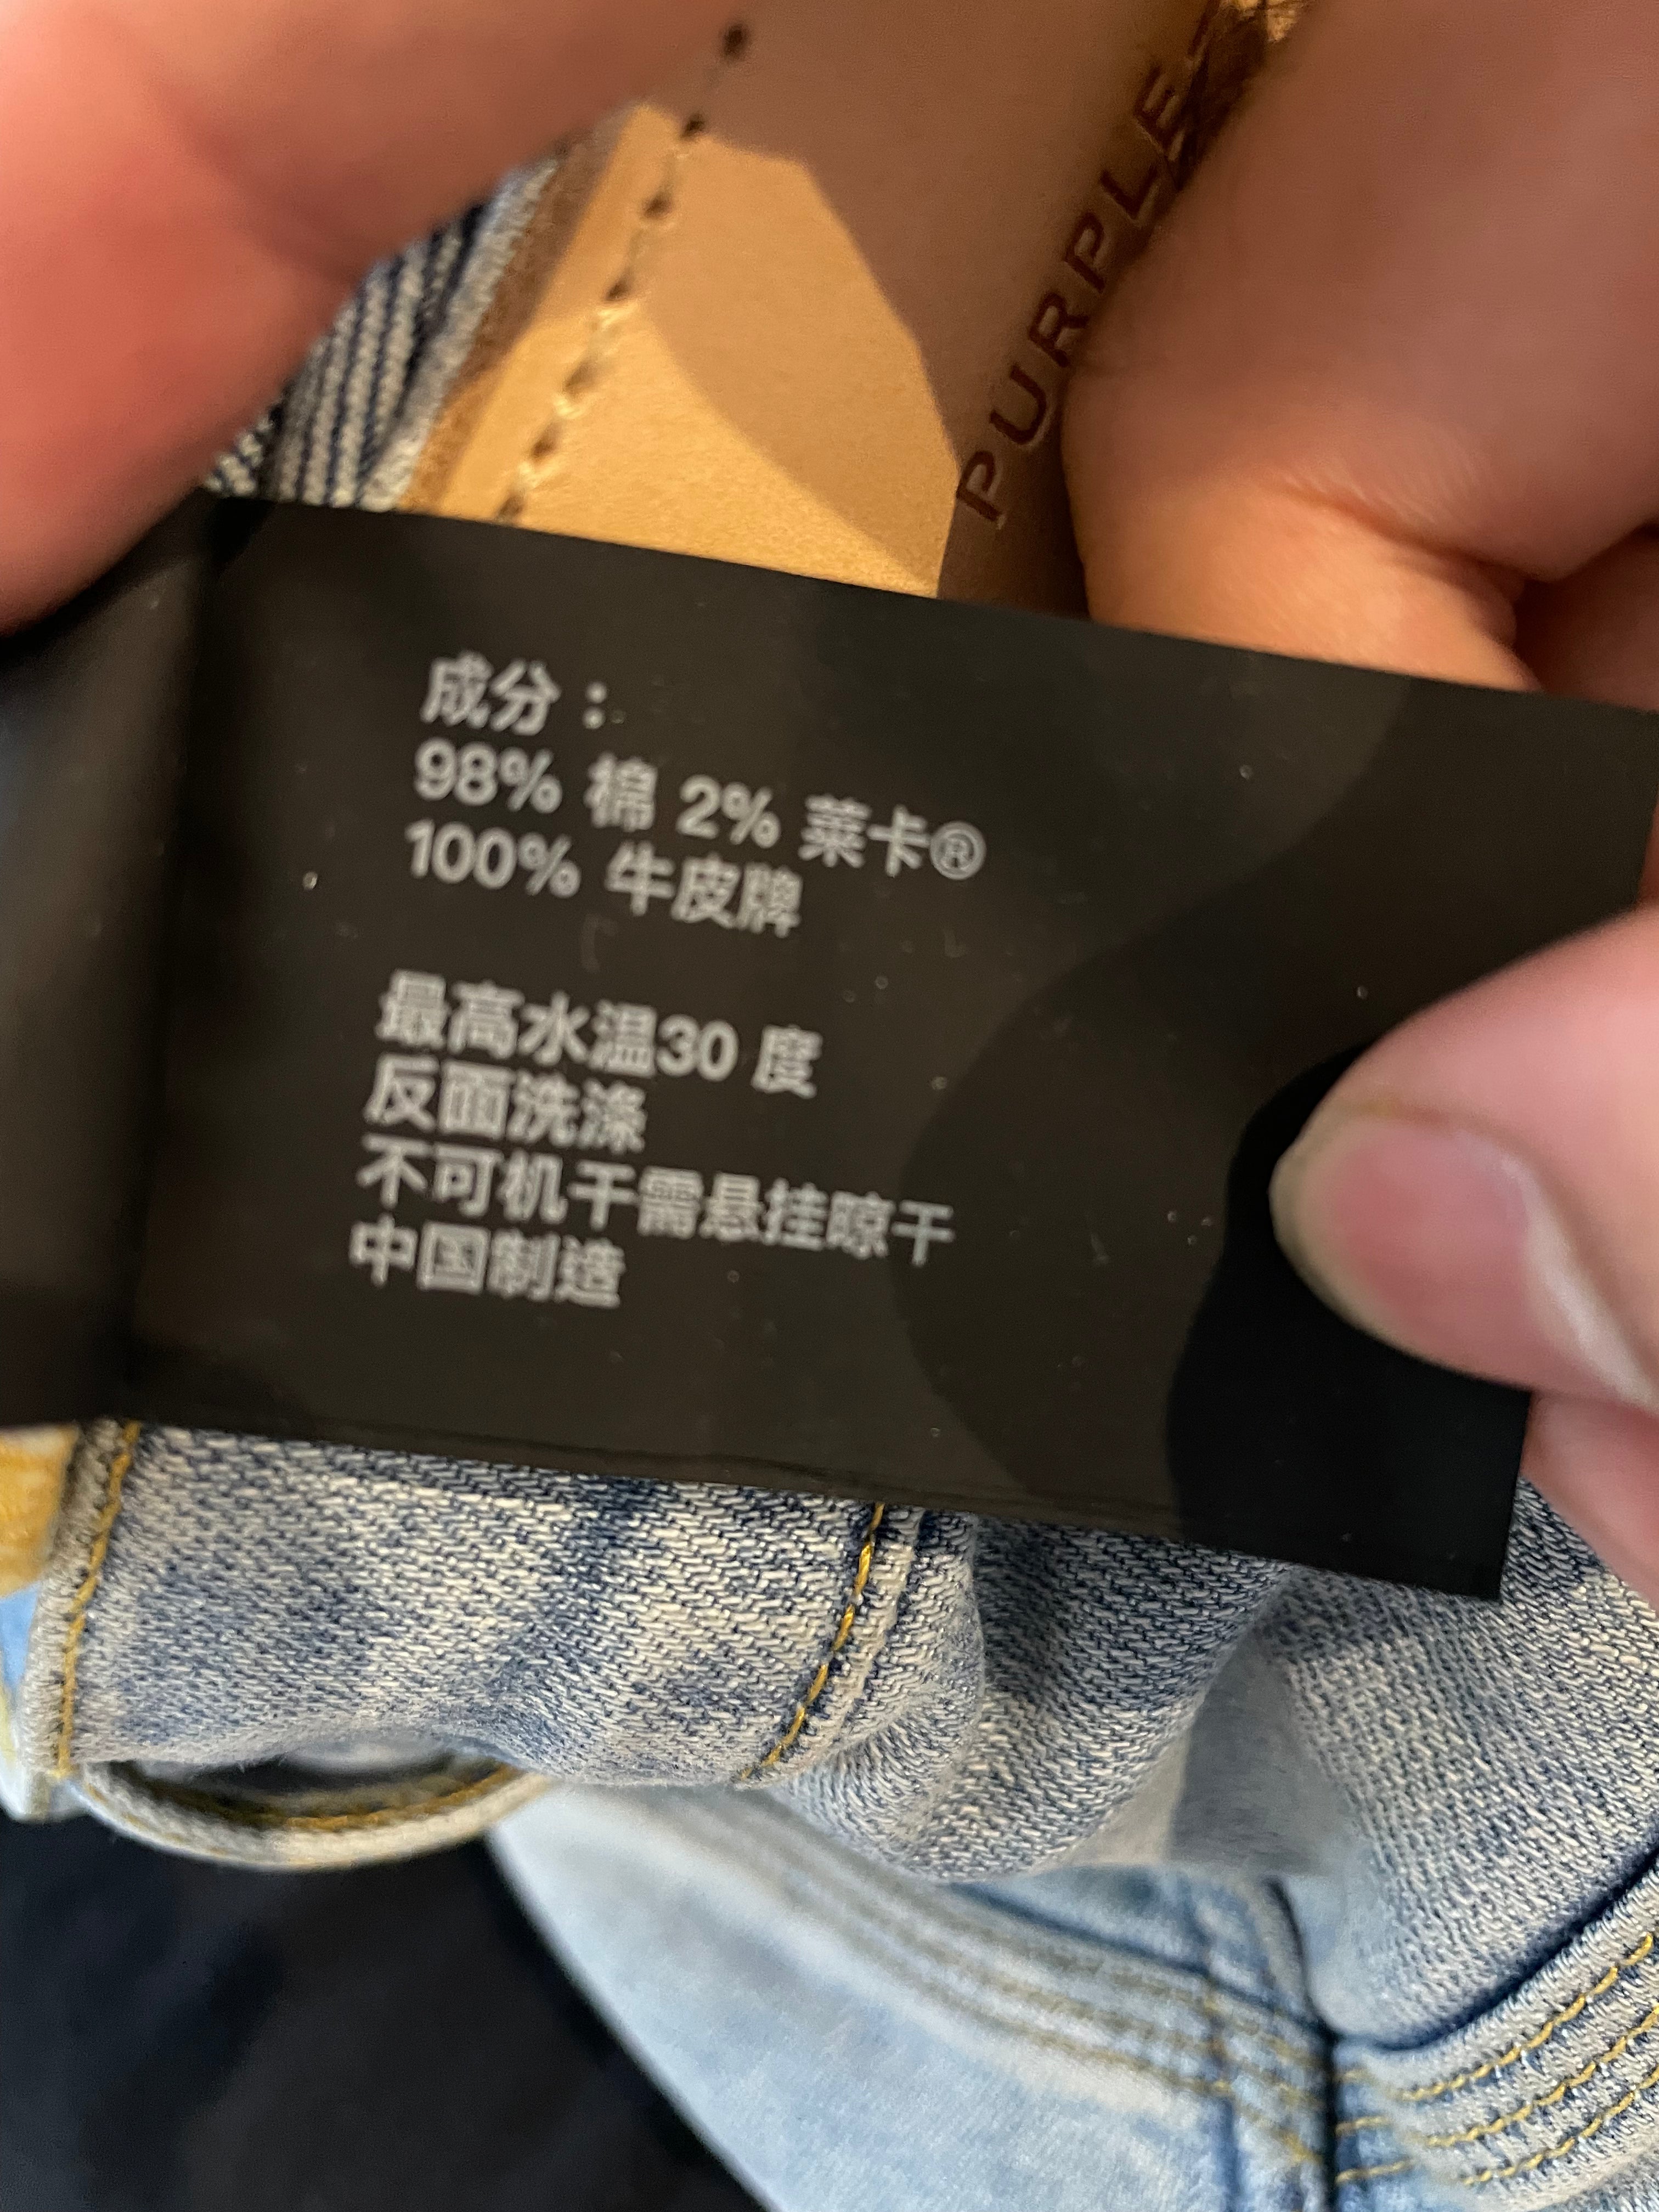 PURPLE
成分：
98% 棉 2% 莱卡®
100% 牛皮牌
最高水温30 度
反面洗涤
不可机干需悬挂晾干
中国制造